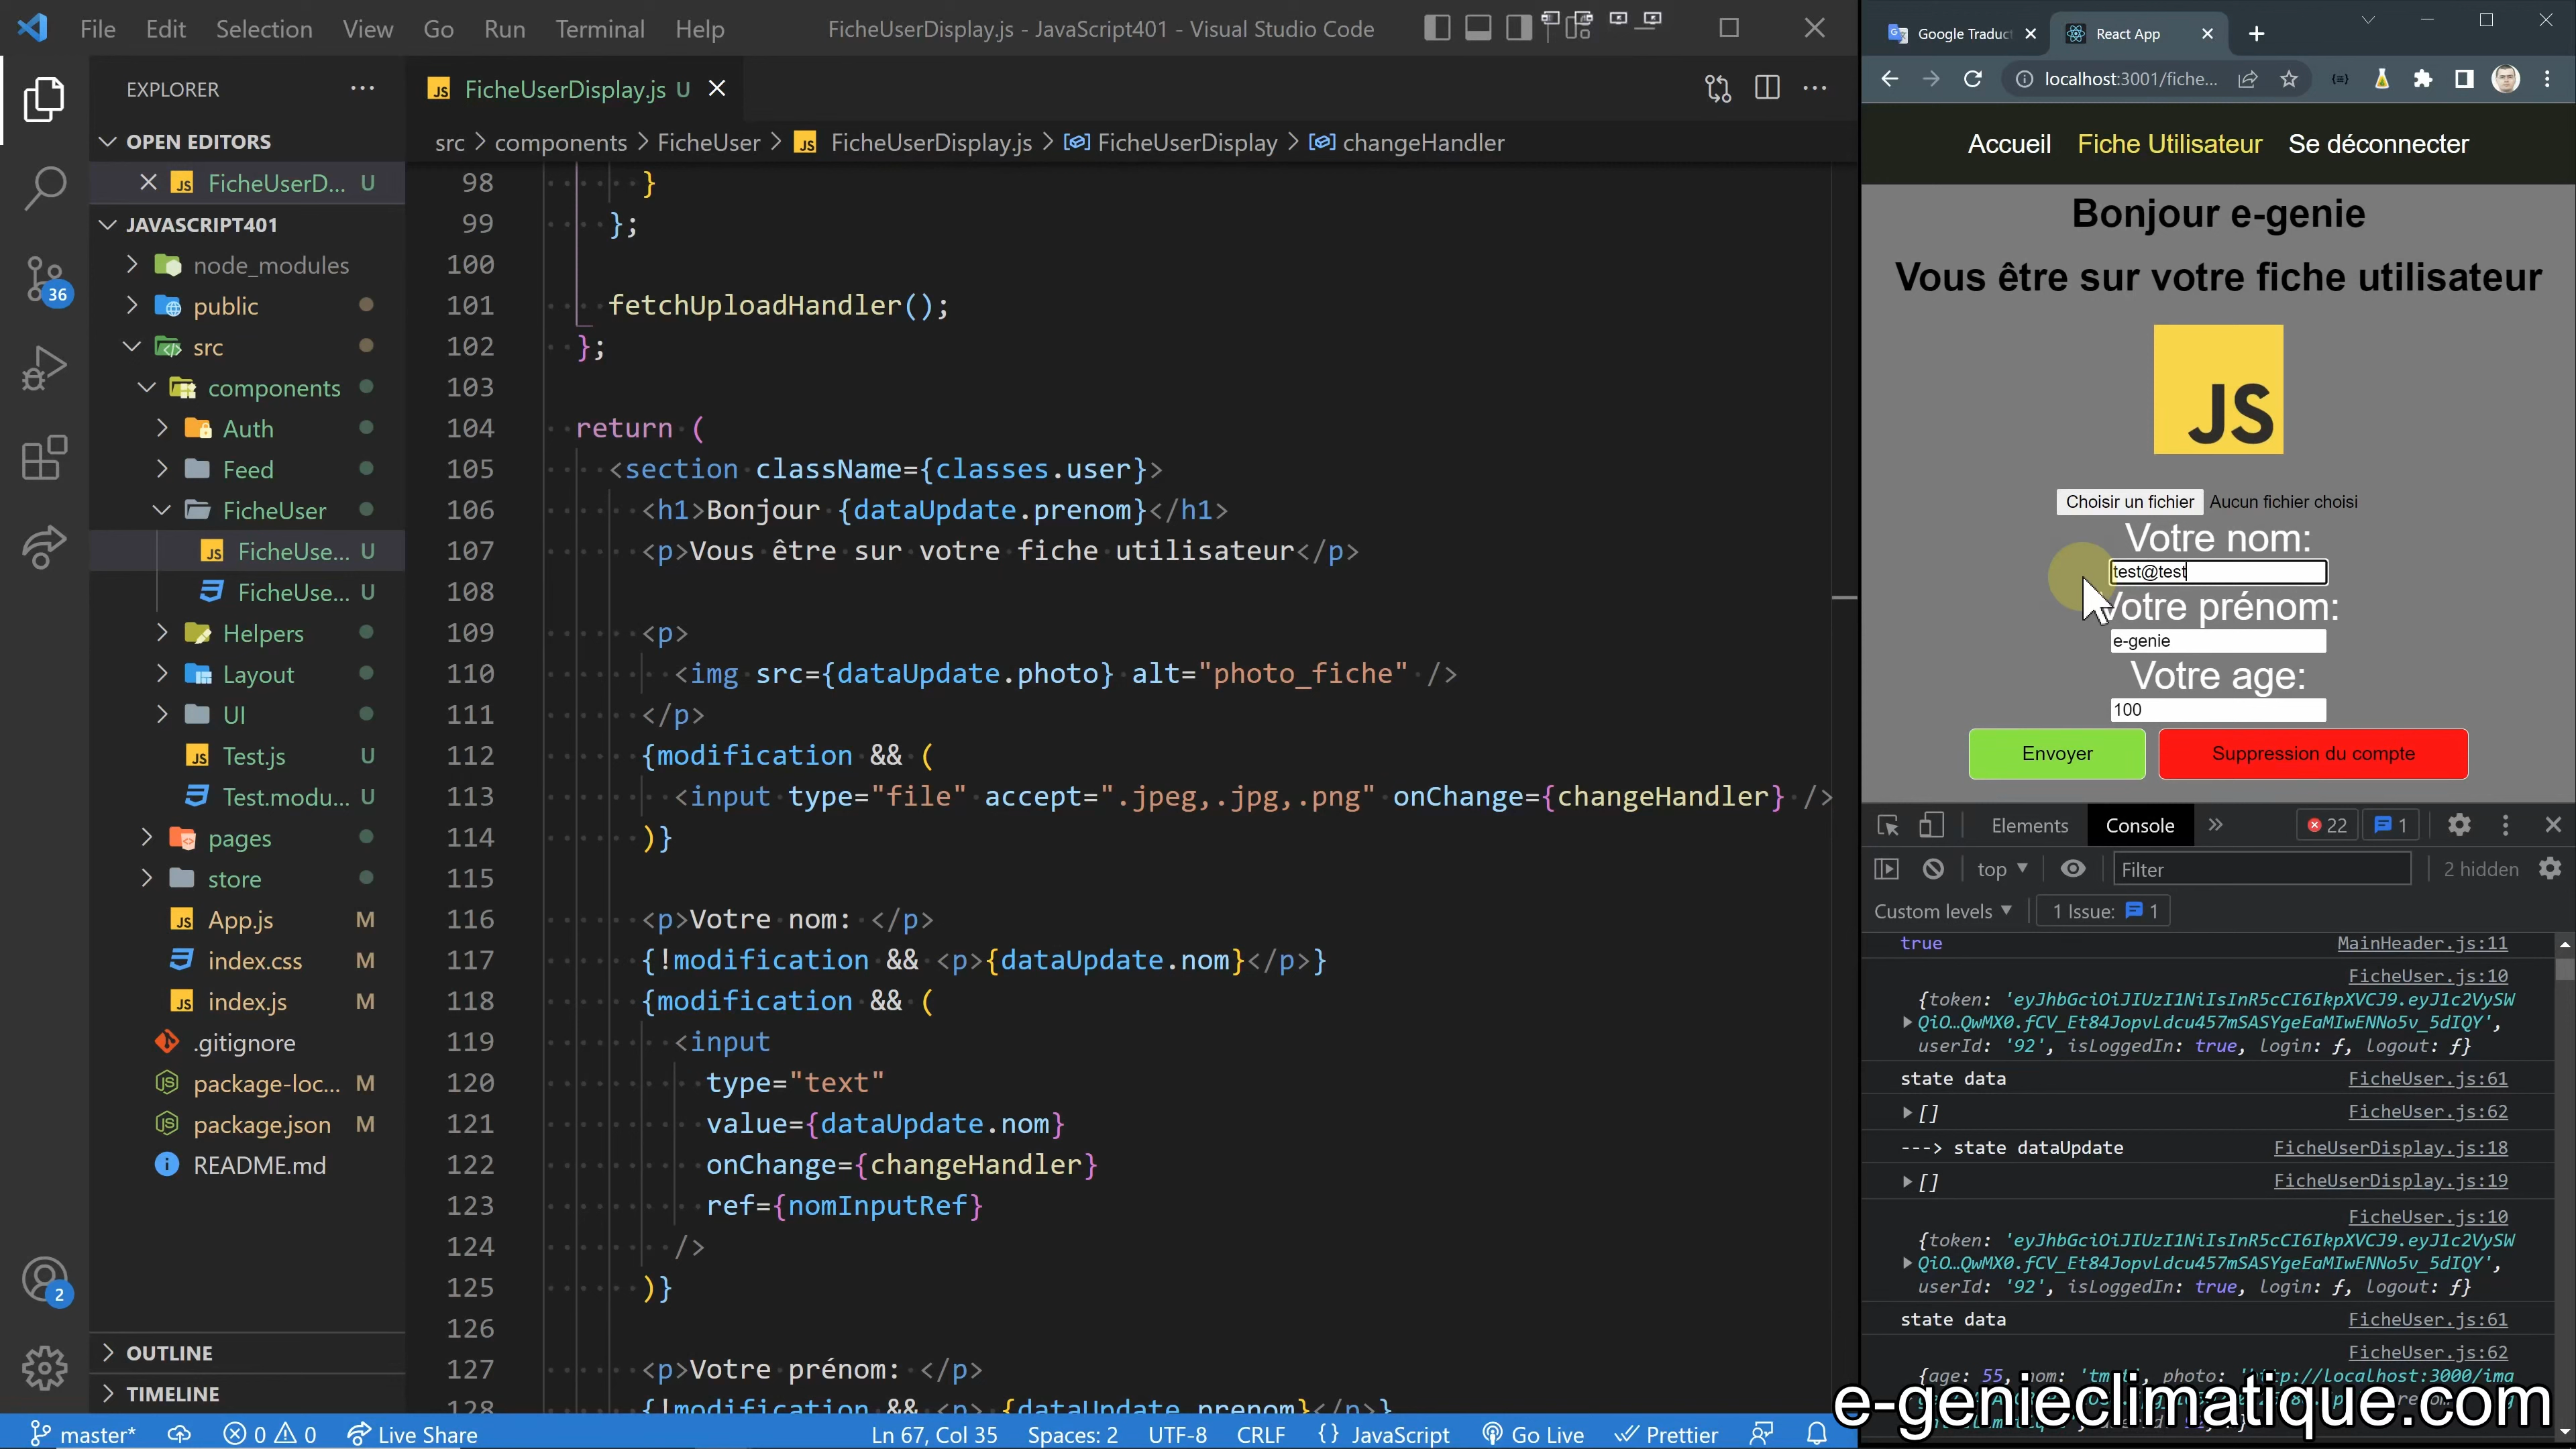 File Edit Selection View Go Run Terminal Help
FicheUserDisplay.js - JavaScript401 - Visual Studio Code
EXPLORER
OPEN EDITORS
FicheUserD... U
JAVASCRIPT401
node_modules
public
src
components
Auth
Feed
FicheUser
FicheUse... U
FicheUse... U
Helpers
Layout
UI
Test.js U
Test.modu... U
pages
store
App.js M
index.css M
index.js M
.gitignore
package-loc... M
package.json M
README.md
OUTLINE
TIMELINE
36
2
FicheUserDisplay.js U
src > components > FicheUser > FicheUserDisplay.js > FicheUserDisplay > changeHandler
98 }
99 };
100
101 fetchUploadHandler();
102 };
103
104 return (
105 <section className={classes.user}>
106 <h1>Bonjour {dataUpdate.prenom}</h1>
107 <p>Vous être sur votre fiche utilisateur</p>
108
109 <p>
110 <img src={dataUpdate.photo} alt="photo_fiche" />
111 </p>
112 {modification && (
113 <input type="file" accept=".jpeg,.jpg,.png" onChange={changeHandler} />
114 )}
115
116 <p>Votre nom: </p>
117 {!modification && <p>{dataUpdate.nom}</p>}
118 {modification && (
119 <input
120 type="text"
121 value={dataUpdate.nom}
122 onChange={changeHandler}
123 ref={nomInputRef}
124 />
125 )}
126
127 <p>Votre prénom: </p>
128 {!modification && <p> {dataUpdate.prenom}</p>}
master* 0 0 Live Share
Ln 67, Col 35 Spaces: 2 UTF-8 CRLF {} JavaScript Go Live Prettier
Google Traduc
React App
localhost:3001/fiche...
Accueil Fiche Utilisateur Se déconnecter
Bonjour e-genie
Vous être sur votre fiche utilisateur
JS
Choisir un fichier Aucun fichier choisi
Votre nom:
test@test
Votre prénom:
e-genie
Votre age:
100
Envoyer Suppression du compte
Elements Console 22 1
top Filter 2 hidden
Custom levels 1 Issue: 1
true MainHeader.js:11
FicheUser.js:10
{token: 'eyJhbGciOiJIUzI1NiIsInR5cCI6IkpXVCJ9.eyJ1c2VySW
QiO…QwMX0.fCV_Et84JopvLdcu457mSASYgeEaMIwENNo5v_5dIQY',
userId: '92', isLoggedIn: true, login: ƒ, logout: ƒ}
state data FicheUser.js:61
[] FicheUser.js:62
---> state dataUpdate FicheUserDisplay.js:18
[] FicheUserDisplay.js:19
FicheUser.js:10
{token: 'eyJhbGciOiJIUzI1NiIsInR5cCI6IkpXVCJ9.eyJ1c2VySW
QiO…QwMX0.fCV_Et84JopvLdcu457mSASYgeEaMIwENNo5v_5dIQY',
userId: '92', isLoggedIn: true, login: ƒ, logout: ƒ}
state data FicheUser.js:61
FicheUser.js:62
{age: 55, nom: photo: 'http://localhost:3000/ima
e-genieclimatique.com